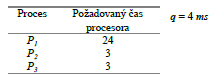 Proces Požadovaný čas procesora q = 4 ms
P1 24
P2 3
P3 3